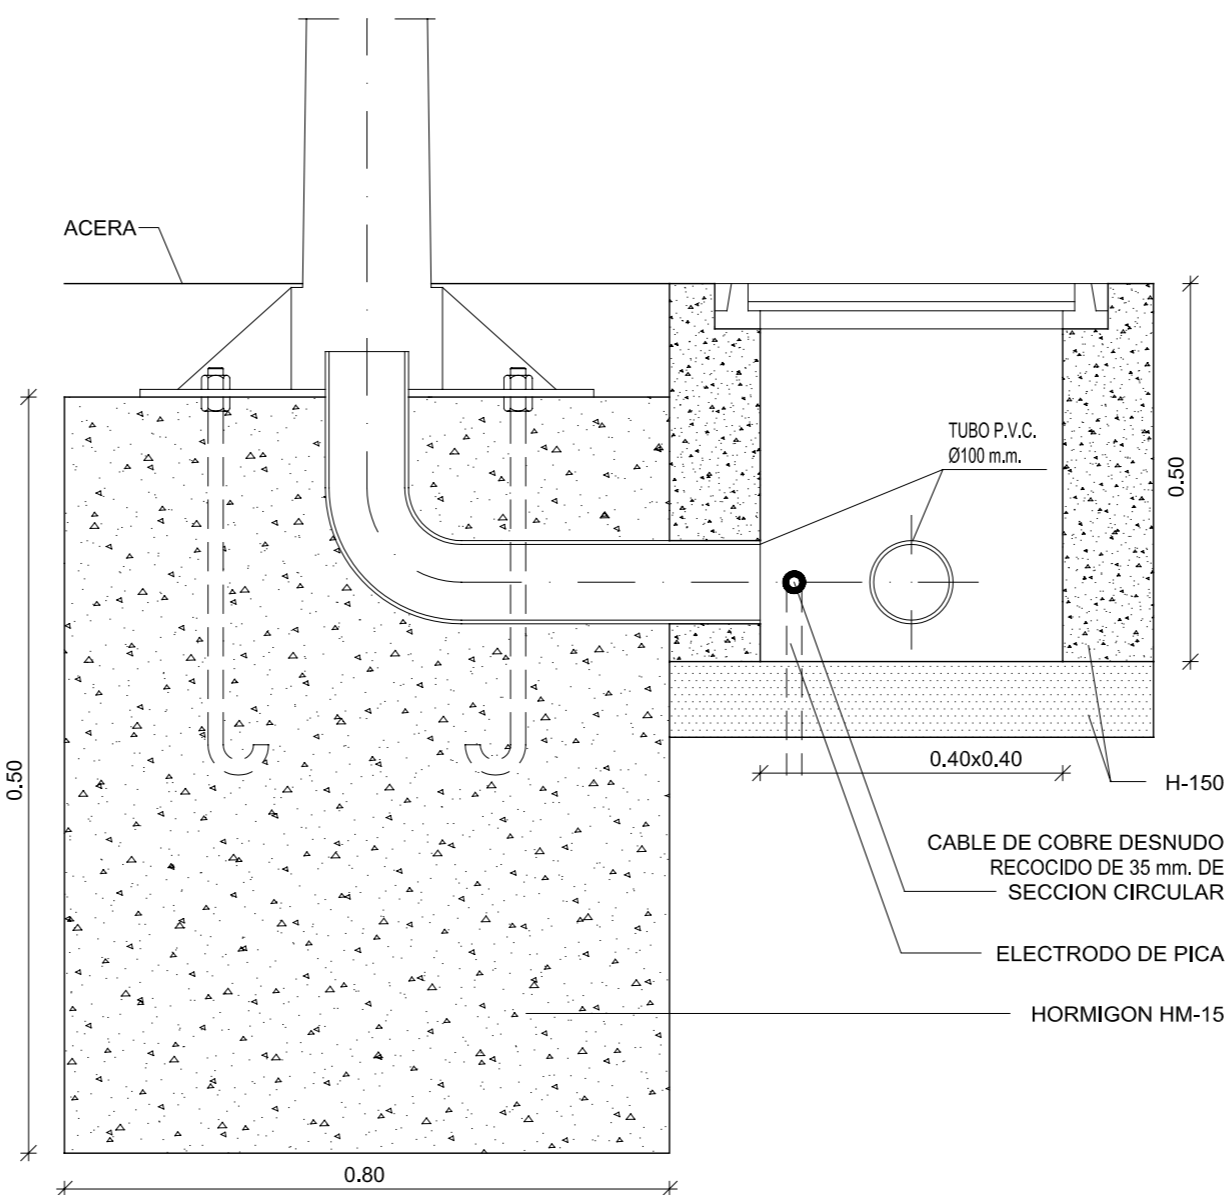 ACERA
TUBO P.V.C.
Ø100 m.m.
0.50
0.50
0.40x0.40
H-150
CABLE DE COBRE DESNUDO
RECOCIDO DE 35 mm. DE
SECCION CIRCULAR
ELECTRODO DE PICA
HORMIGON HM-15
0.80